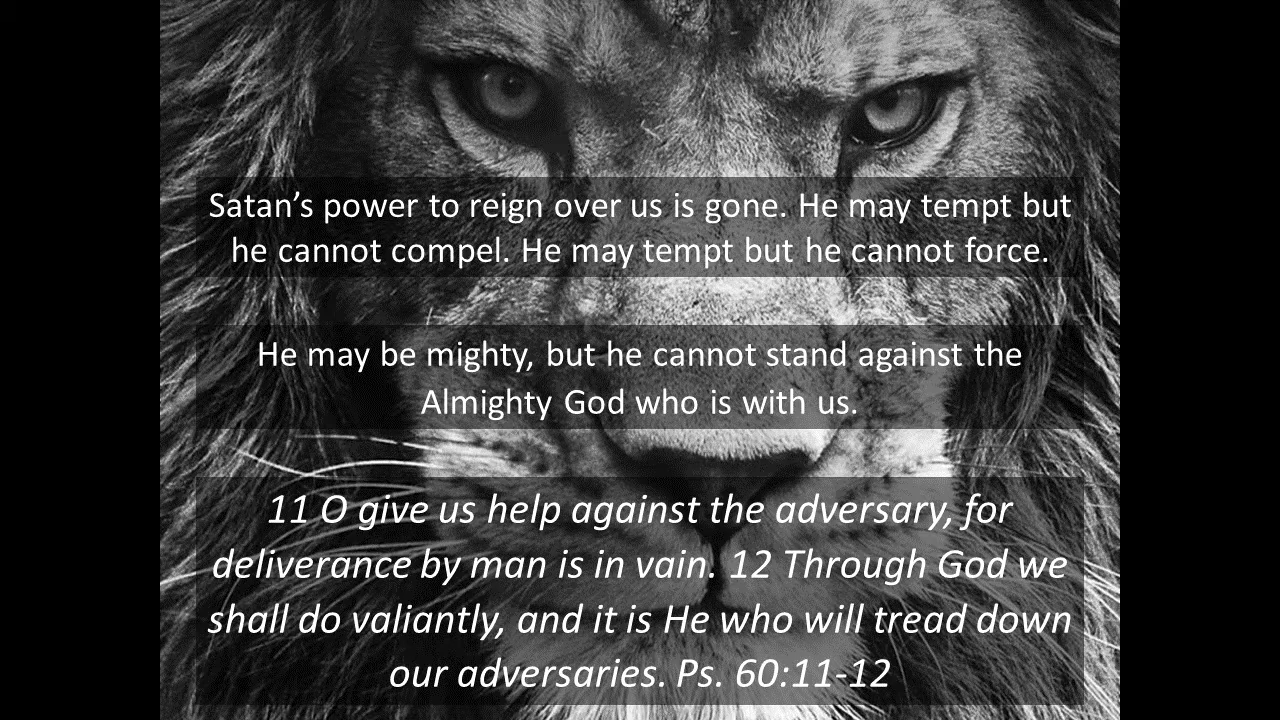 Satan’s power to reign over us is gone. He may tempt but
he cannot compel. He may tempt but he cannot force.
He may be mighty, but he cannot stand against the
Almighty God who is with us.
11 O give us help against the adversary, for
deliverance by man is in vain. 12 Through God we
shall do valiantly, and it is He who will tread down
our adversaries. Ps. 60:11-12